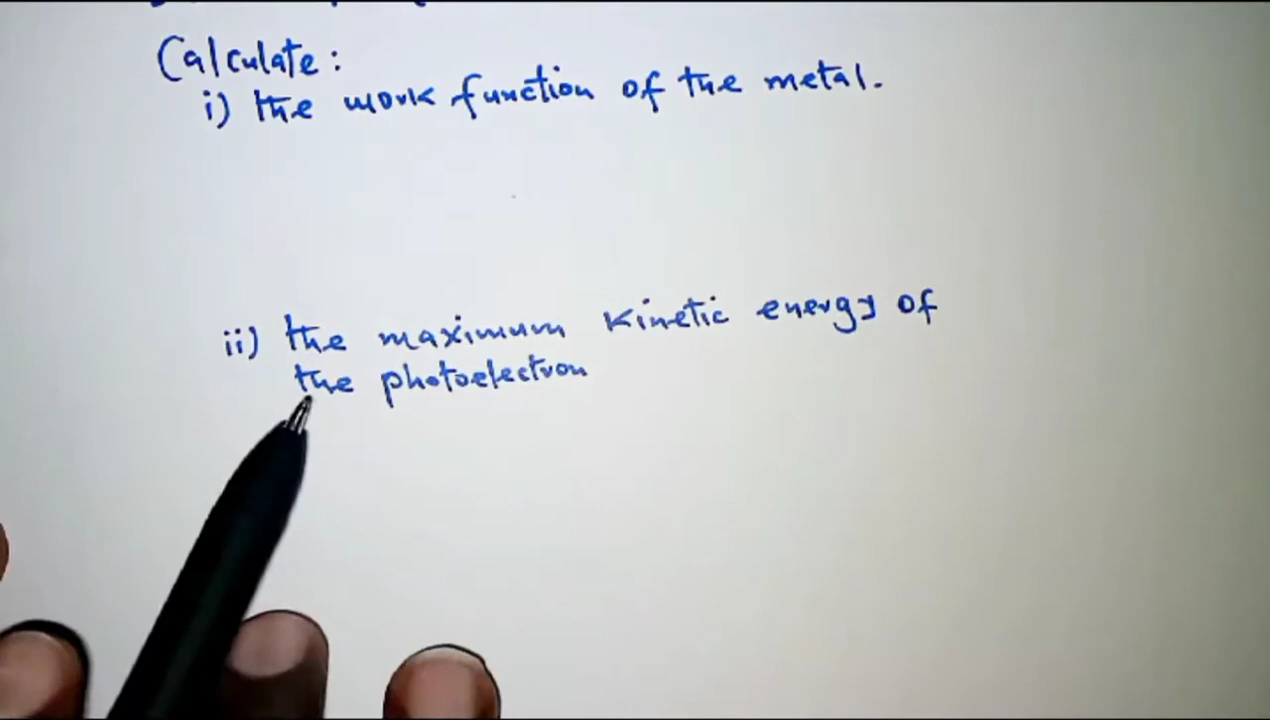 Calculate:
i) the work function of the metal.
ii) the maximum kinetic energy of
the photoelectron